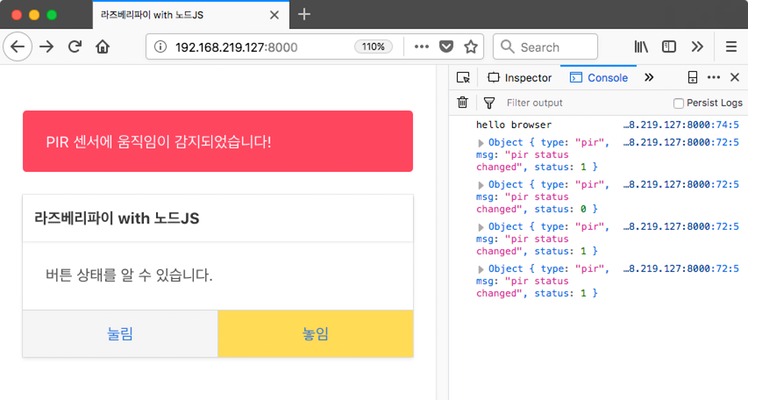 라즈베리파이 with 노드JS
192.168.219.127:8000
110%
Search
PIR 센서에 움직임이 감지되었습니다!
라즈베리파이 with 노드JS
버튼 상태를 알 수 있습니다.
눌림
놓임
Inspector
Console
Filter output
Persist Logs
hello browser …8.219.127:8000:74:5
Object { type: "pir", …8.219.127:8000:72:5
msg: "pir status
changed", status: 1 }
Object { type: "pir", …8.219.127:8000:72:5
msg: "pir status
changed", status: 0 }
Object { type: "pir", …8.219.127:8000:72:5
msg: "pir status
changed", status: 1 }
Object { type: "pir", …8.219.127:8000:72:5
msg: "pir status
changed", status: 1 }